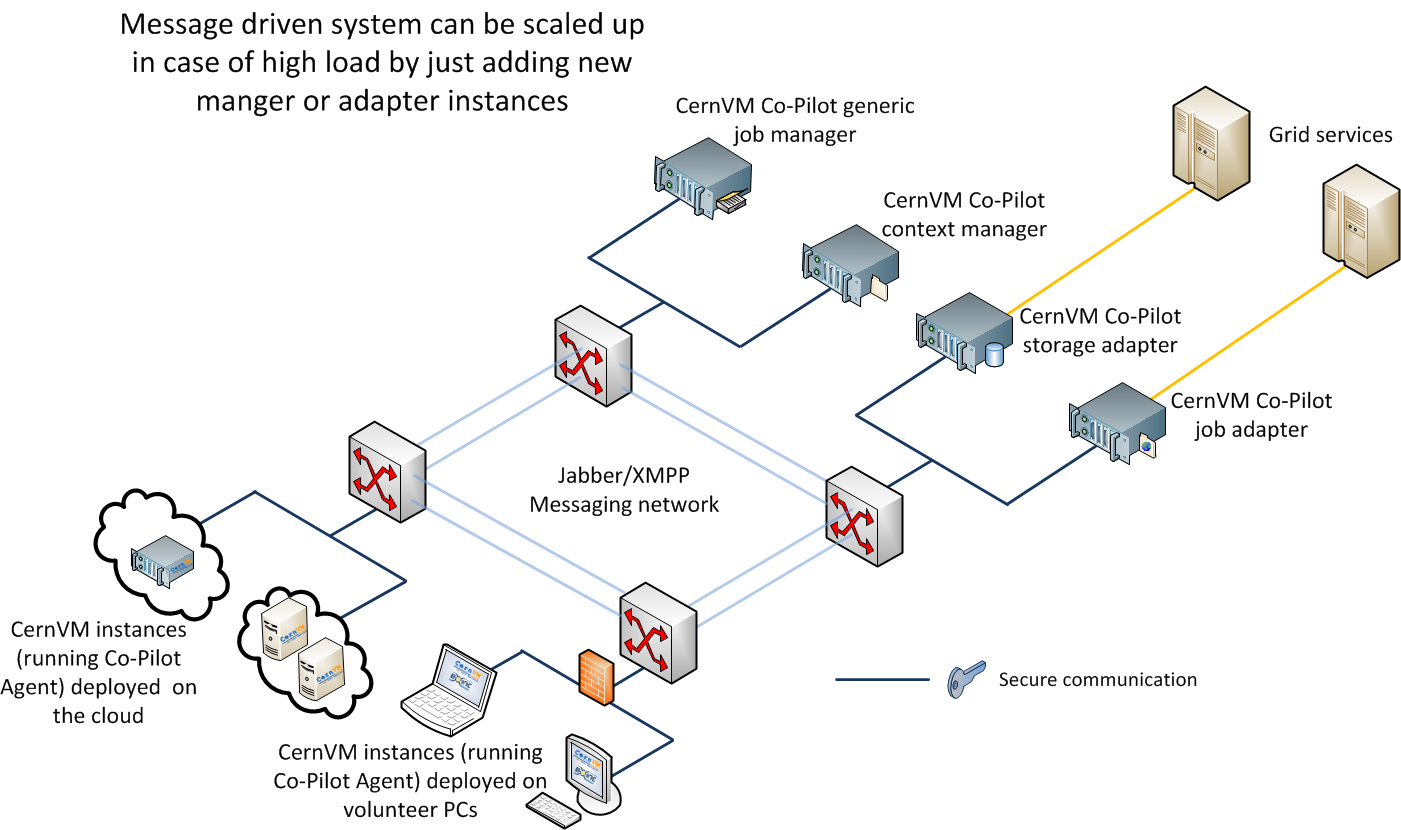 Message driven system can be scaled up
in case of high load by just adding new
manger or adapter instances
CernVM Co-Pilot generic
job manager
Grid services
CernVM Co-Pilot
context manager
CernVM Co-Pilot
storage adapter
CernVM Co-Pilot
job adapter
Jabber/XMPP
Messaging network
CernVM instances
(running Co-Pilot
Agent) deployed on
the cloud
Secure communication
CernVM instances (running
Co-Pilot Agent) deployed on
volunteer PCs
CernVM
CernVM
CernVM